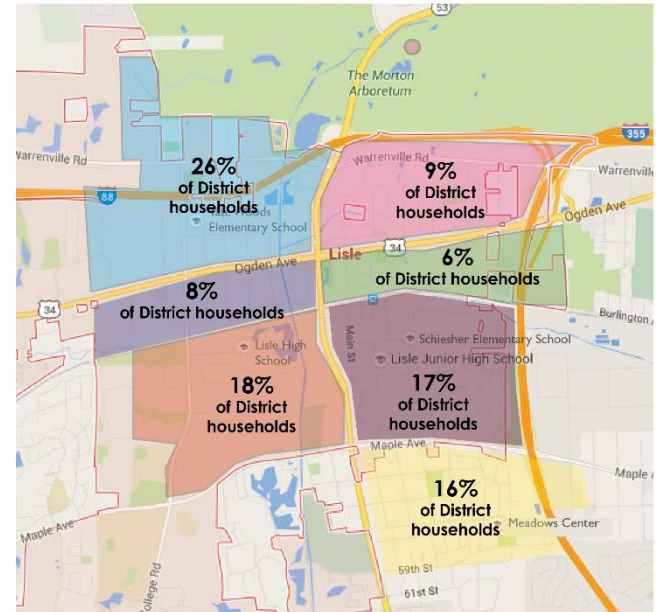 53
The Morton
Arboretum
355
Warrenville Rd
Warrenville Rd
Warrenville
26%
of District
households
9%
of District
households
88
Elementary School
Ogden Ave
34
Lisle
Ogden Ave
6%
of District households
34
8%
of District households
Burlington
Main St
Schiesher Elementary School
Lisle High
School
Lisle Junior High School
18%
of District
households
17%
of District
households
Maple Ave
Maple
16%
of District
households
Meadows Center
Maple Ave
College Rd
59th St
61st St